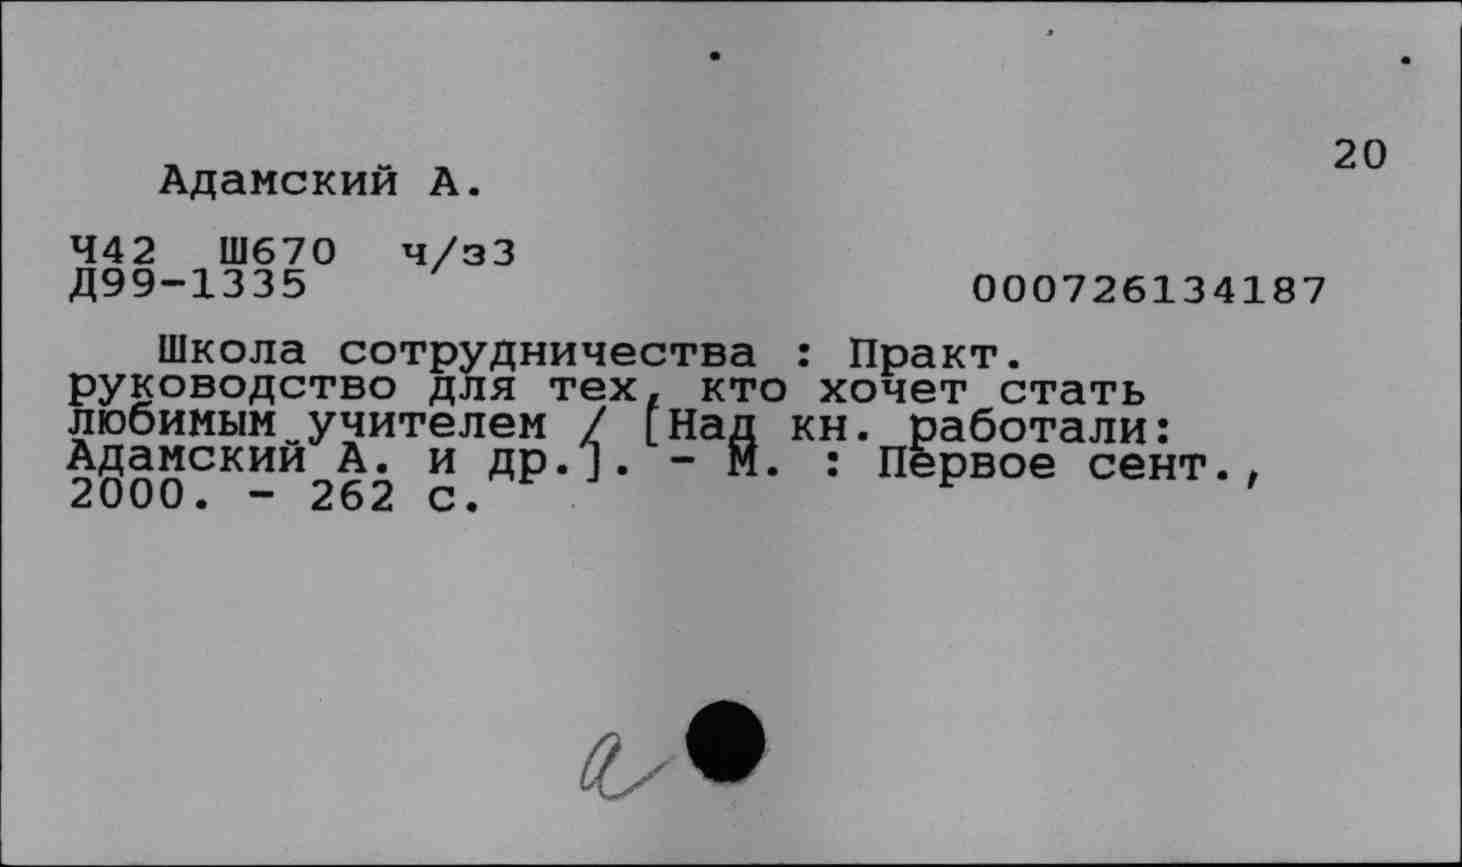 20
Адамский А.
Ч42 Ш670 ч/з3
Д99-1335
000726134187
Школа сотрудничества : Практ.
руководство для тех, кто хочет стать
любимым учителем / [Над кн. работали:
Адамский А. и др.]. - М. : Первое сент.,
2000. - 262 с.
а